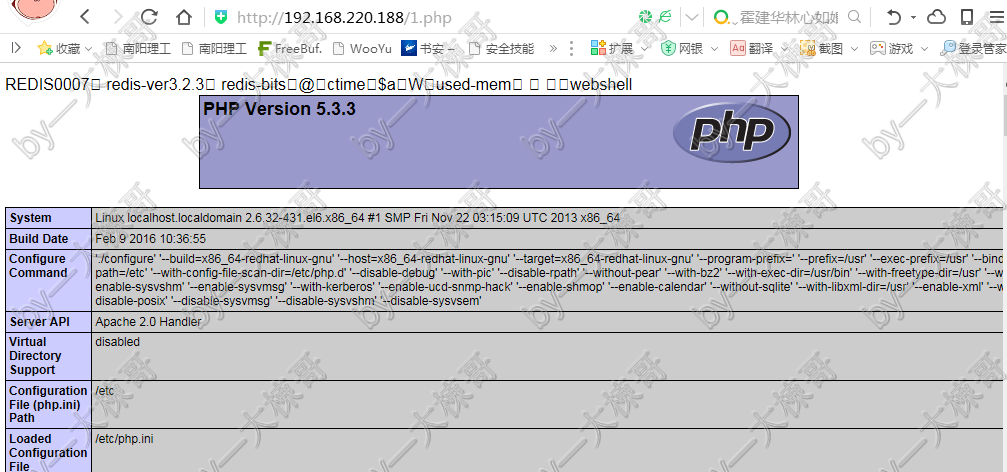 http://192.168.220.188/1.php
霍建华林心如婚
收藏 南阳理工 南阳理工 FreeBuf. WooYu 书安 – 安全技能 » 扩展 网银 Aa 翻译 截图 游戏 登录管家
REDIS0007 redis-ver3.2.3 redis-bits @ ctime $a W used-mem webshell
PHP Version 5.3.3
php
System Linux localhost.localdomain 2.6.32-431.el6.x86_64 #1 SMP Fri Nov 22 03:15:09 UTC 2013 x86_64
Build Date Feb 9 2016 10:36:55
Configure Command './configure' '--build=x86_64-redhat-linux-gnu' '--host=x86_64-redhat-linux-gnu' '--target=x86_64-redhat-linux-gnu' '--program-prefix=' '--prefix=/usr' '--exec-prefix=/usr' '--bind
path=/etc' '--with-config-file-scan-dir=/etc/php.d' '--disable-debug' '--with-pic' '--disable-rpath' '--without-pear' '--with-bz2' '--with-exec-dir=/usr/bin' '--with-freetype-dir=/usr' '--w
enable-sysvshm' '--enable-sysvmsg' '--with-kerberos' '--enable-ucd-snmp-hack' '--enable-shmop' '--enable-calendar' '--without-sqlite' '--with-libxml-dir=/usr' '--enable-xml' '--
disable-posix' '--disable-sysvmsg' '--disable-sysvshm' '--disable-sysvsem'
Server API Apache 2.0 Handler
Virtual Directory Support disabled
Configuration File (php.ini) Path /etc
Loaded Configuration File /etc/php.ini
by——大榇哥